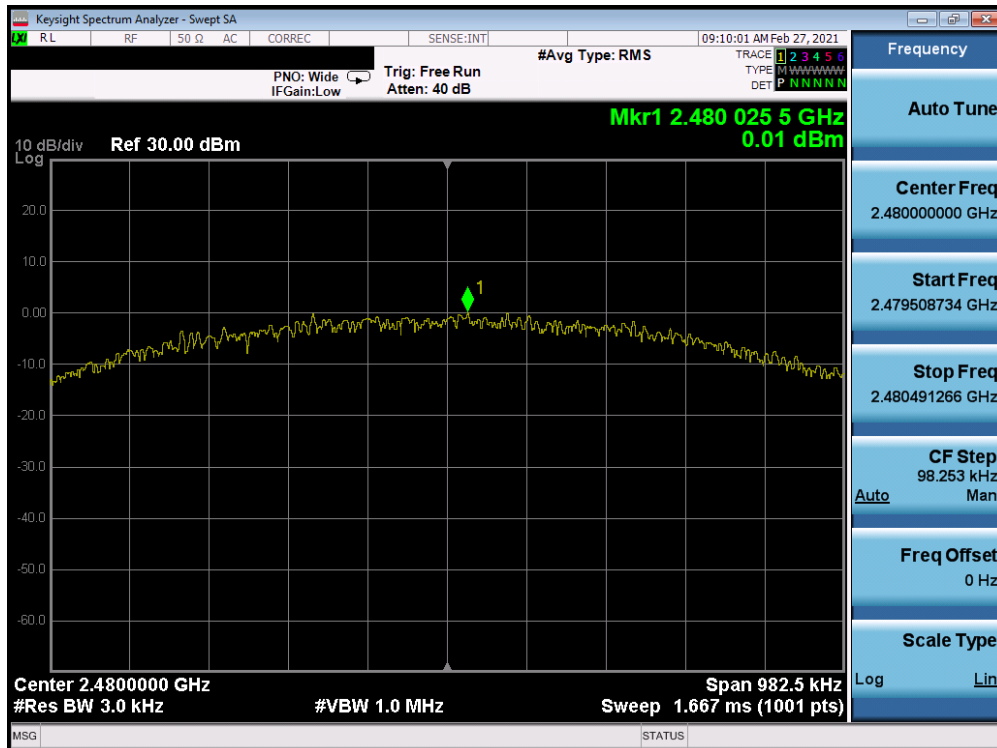 Keysight Spectrum Analyzer - Swept SA
LXI RL RF 50 Ω AC CORREC SENSE:INT 09:10:01 AM Feb 27, 2021
#Avg Type: RMS TRACE 1 2 3 4 5 6
PNO: Wide Trig: Free Run TYPE M WWWWW
IFGain:Low Atten: 40 dB DET P N N N N N
Mkr1 2.480 025 5 GHz
0.01 dBm
10 dB/div Ref 30.00 dBm
Log
20.0
10.0
1
0.00
-10.0
-20.0
-30.0
-40.0
-50.0
-60.0
Center 2.4800000 GHz Span 982.5 kHz
#Res BW 3.0 kHz #VBW 1.0 MHz Sweep 1.667 ms (1001 pts)
MSG STATUS
Frequency
Auto Tune
Center Freq
2.480000000 GHz
Start Freq
2.479508734 GHz
Stop Freq
2.480491266 GHz
CF Step
98.253 kHz
Auto Man
Freq Offset
0 Hz
Scale Type
Log Lin